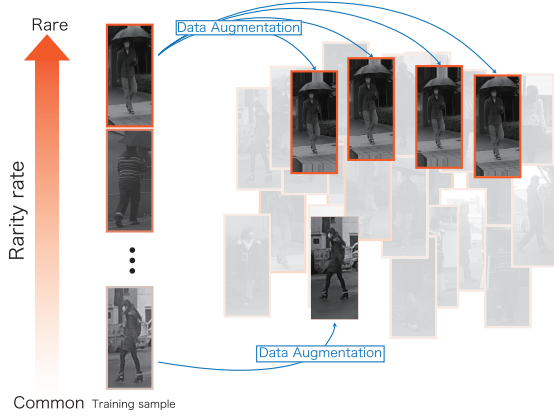 Rare
Data Augmentation
Rarity rate
Data Augmentation
Common
Training sample